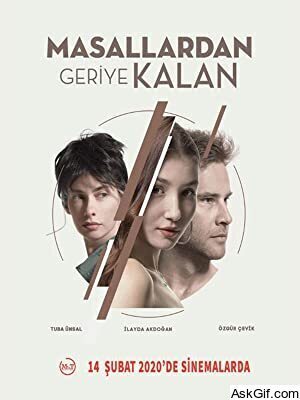 MASALLARDAN
GERİYE KALAN
TUBA ÜNSAL
İLAYDA AKDOĞAN
ÖZGÜR ÇEVİK
M&T
14 ŞUBAT 2020'DE SİNEMALARDA
AskGif.com